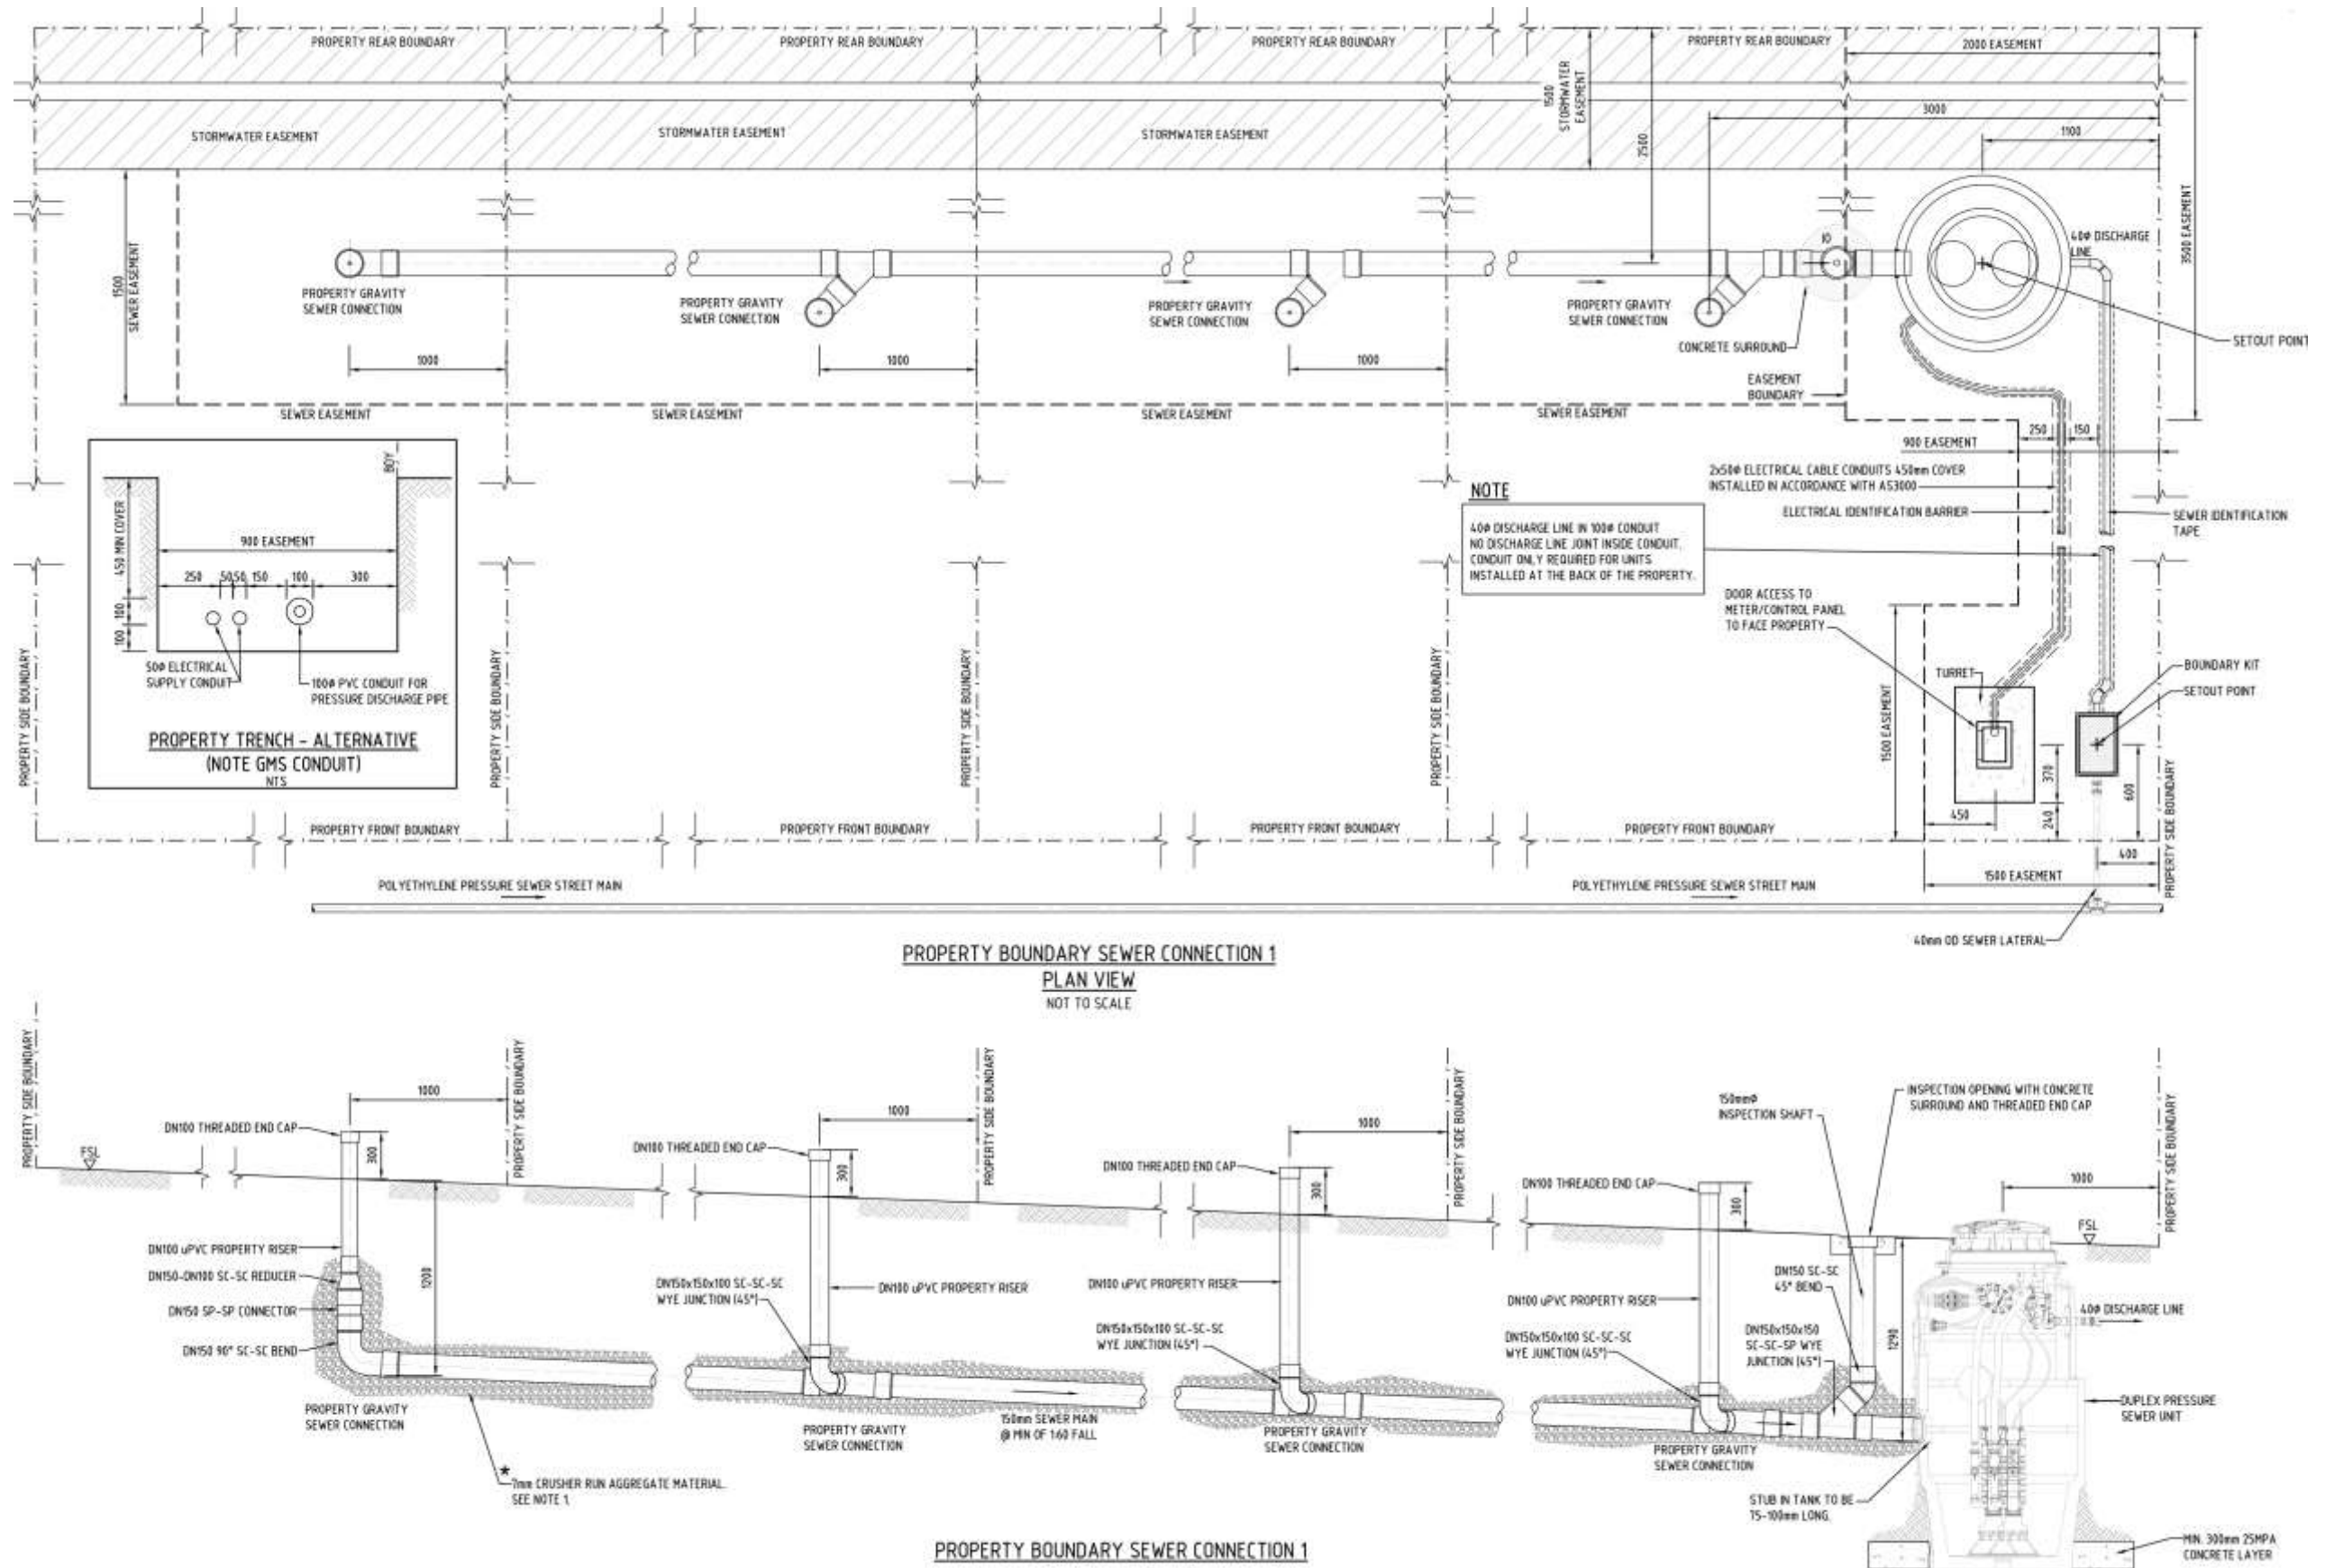 PROPERTY REAR BOUNDARY
PROPERTY REAR BOUNDARY
PROPERTY REAR BOUNDARY
PROPERTY REAR BOUNDARY
2000 EASEMENT
1500
STORMWATER
EASEMENT
2500
3000
1100
STORMWATER EASEMENT
STORMWATER EASEMENT
STORMWATER EASEMENT
3500 EASEMENT
1500
SEWER EASEMENT
IO
40φ DISCHARGE
LINE
PROPERTY GRAVITY
SEWER CONNECTION
PROPERTY GRAVITY
SEWER CONNECTION
PROPERTY GRAVITY
SEWER CONNECTION
PROPERTY GRAVITY
SEWER CONNECTION
CONCRETE SURROUND
SETOUT POINT
1000
1000
1000
EASEMENT
BOUNDARY
SEWER EASEMENT
SEWER EASEMENT
SEWER EASEMENT
SEWER EASEMENT
250
150
900 EASEMENT
2x50φ ELECTRICAL CABLE CONDUITS 450mm COVER
INSTALLED IN ACCORDANCE WITH AS3000
ELECTRICAL IDENTIFICATION BARRIER
SEWER IDENTIFICATION
TAPE
NOTE
40φ DISCHARGE LINE IN 100φ CONDUIT
NO DISCHARGE LINE JOINT INSIDE CONDUIT.
CONDUIT ONLY REQUIRED FOR UNITS
INSTALLED AT THE BACK OF THE PROPERTY.
BDY
450 MIN COVER
900 EASEMENT
250
50
50
150
100
300
100
100
50φ ELECTRICAL
SUPPLY CONDUIT
100φ PVC CONDUIT FOR
PRESSURE DISCHARGE PIPE
PROPERTY TRENCH - ALTERNATIVE
(NOTE GMS CONDUIT)
NTS
DOOR ACCESS TO
METER/CONTROL PANEL
TO FACE PROPERTY
TURRET
BOUNDARY KIT
SETOUT POINT
1500 EASEMENT
370
240
600
450
400
1500 EASEMENT
PROPERTY SIDE BOUNDARY
PROPERTY SIDE BOUNDARY
PROPERTY SIDE BOUNDARY
PROPERTY SIDE BOUNDARY
PROPERTY SIDE BOUNDARY
PROPERTY FRONT BOUNDARY
PROPERTY FRONT BOUNDARY
PROPERTY FRONT BOUNDARY
PROPERTY FRONT BOUNDARY
POLYETHYLENE PRESSURE SEWER STREET MAIN
POLYETHYLENE PRESSURE SEWER STREET MAIN
40mm OD SEWER LATERAL
PROPERTY BOUNDARY SEWER CONNECTION 1
PLAN VIEW
NOT TO SCALE
PROPERTY SIDE BOUNDARY
PROPERTY SIDE BOUNDARY
PROPERTY SIDE BOUNDARY
PROPERTY SIDE BOUNDARY
PROPERTY SIDE BOUNDARY
1000
1000
1000
1000
FSL
DN100 THREADED END CAP
300
DN100 THREADED END CAP
300
DN100 THREADED END CAP
300
DN100 THREADED END CAP
300
150mmφ
INSPECTION SHAFT
INSPECTION OPENING WITH CONCRETE
SURROUND AND THREADED END CAP
FSL
DN100 uPVC PROPERTY RISER
DN150-DN100 SC-SC REDUCER
DN150 SP-SP CONNECTOR
DN150 90° SC-SC BEND
1200
DN150x150x100 SC-SC-SC
WYE JUNCTION (45°)
DN100 uPVC PROPERTY RISER
DN100 uPVC PROPERTY RISER
DN150x150x100 SC-SC-SC
WYE JUNCTION (45°)
DN100 uPVC PROPERTY RISER
DN150x150x100 SC-SC-SC
WYE JUNCTION (45°)
DN150 SC-SC
45° BEND
DN150x150x150
SC-SC-SP WYE
JUNCTION (45°)
1290
40φ DISCHARGE LINE
DUPLEX PRESSURE
SEWER UNIT
PROPERTY GRAVITY
SEWER CONNECTION
PROPERTY GRAVITY
SEWER CONNECTION
150mm SEWER MAIN
@ MIN OF 1:60 FALL
PROPERTY GRAVITY
SEWER CONNECTION
PROPERTY GRAVITY
SEWER CONNECTION
* 7mm CRUSHER RUN AGGREGATE MATERIAL.
SEE NOTE 1.
STUB IN TANK TO BE
75-100mm LONG.
MIN. 300mm 25MPA
CONCRETE LAYER
PROPERTY BOUNDARY SEWER CONNECTION 1